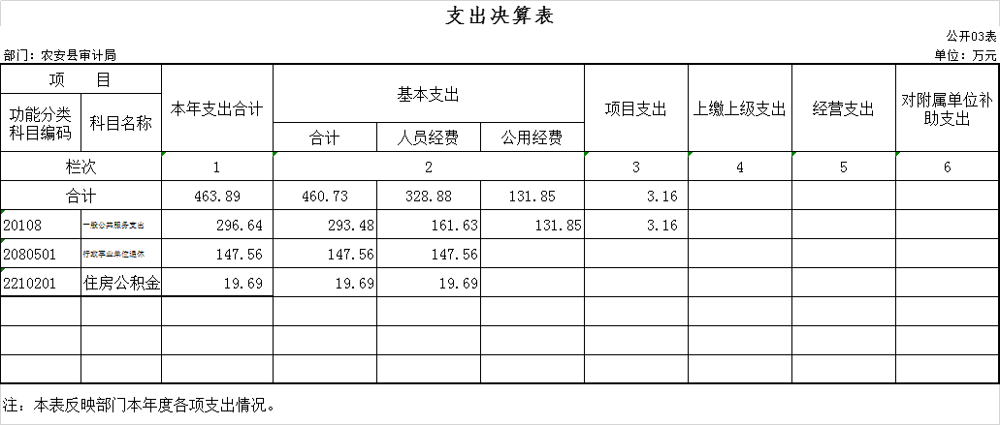 支出决算表
公开03表
部门：农安县审计局 单位：万元
项 目 本年支出合计 基本支出 项目支出 上缴上级支出 经营支出 对附属单位补助支出
功能分类科目编码 科目名称 合计 人员经费 公用经费
栏次 1 2 3 4 5 6
合计 463.89 460.73 328.88 131.85 3.16
20108 一般公共服务支出 296.64 293.48 161.63 131.85 3.16
2080501 行政事业单位退休 147.56 147.56 147.56
2210201 住房公积金 19.69 19.69 19.69
注：本表反映部门本年度各项支出情况。